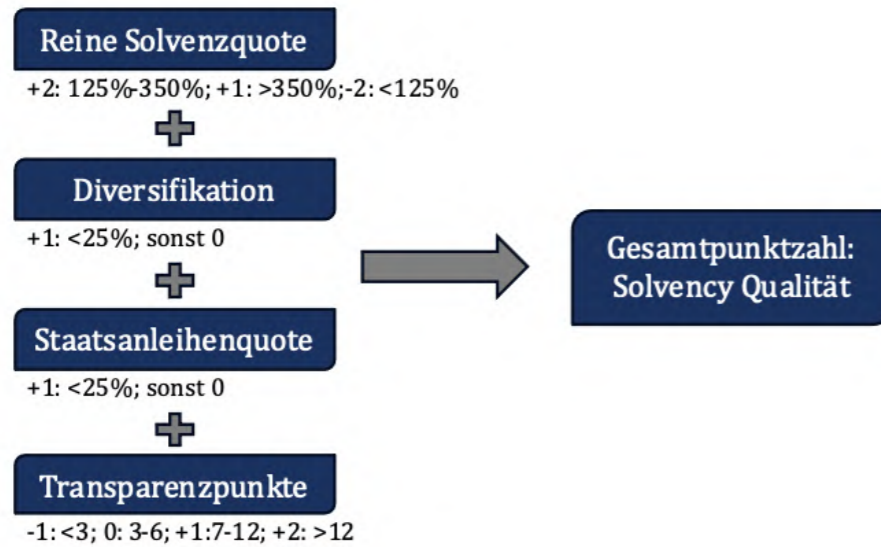 Reine Solvenzquote
+2: 125%-350%; +1: >350%;-2: <125%
Diversifikation
+1: <25%; sonst 0
Staatsanleihenquote
+1: <25%; sonst 0
Transparenzpunkte
-1: <3; 0: 3-6; +1:7-12; +2: >12
Gesamtpunktzahl:
Solvency Qualität